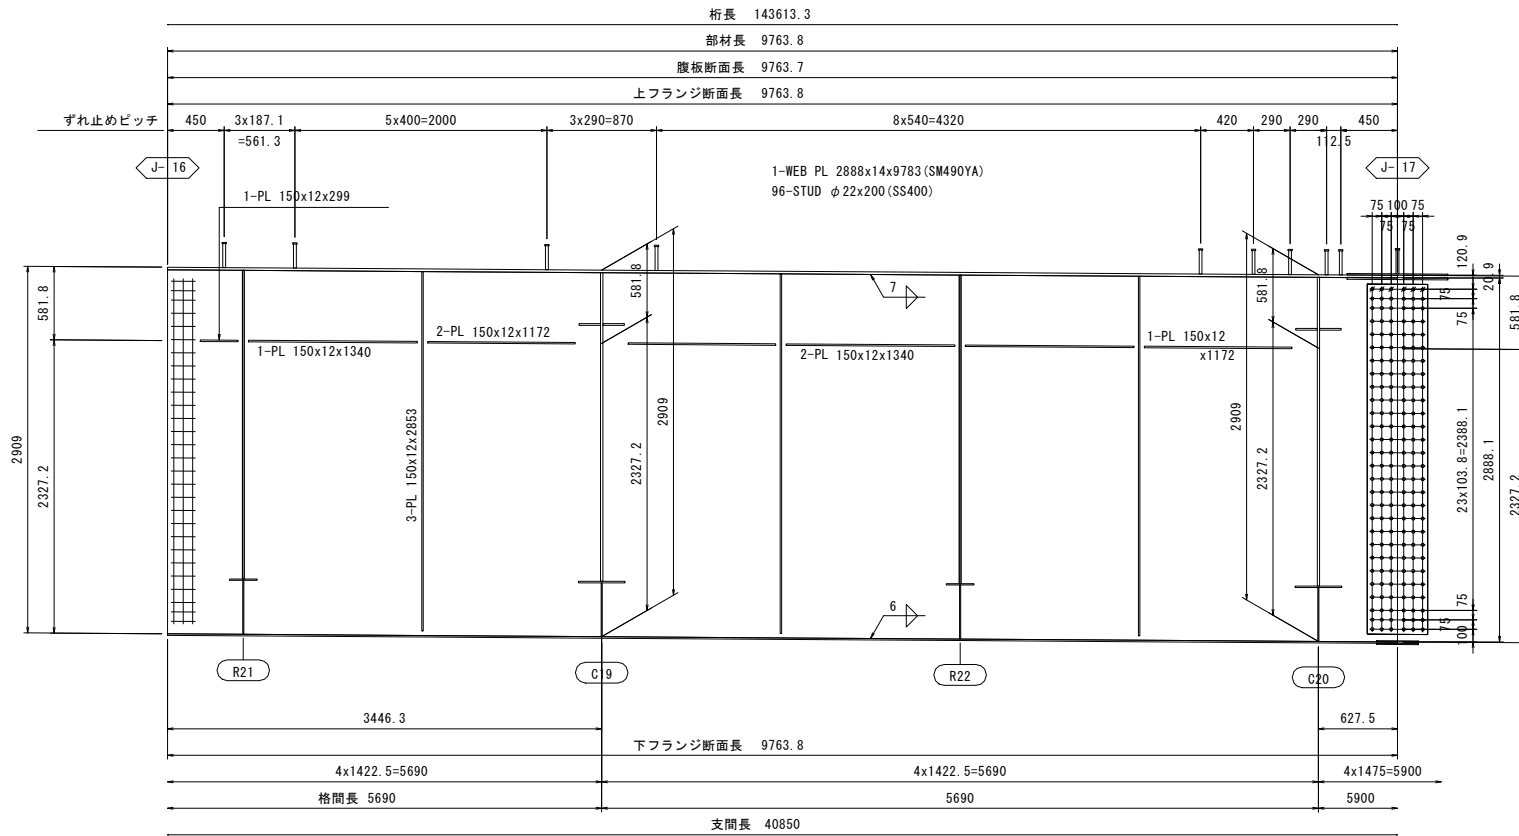 桁長 143613.3
部材長 9763.8
腹板断面長 9763.7
上フランジ断面長 9763.8
ずれ止めピッチ 450 3x187.1 5x400=2000 3x290=870 8x540=4320 420 290 290 450
=561.3 112.5
J- 16 J- 17
1-WEB PL 2888x14x9783(SM490YA)
96-STUD φ22x200(SS400)
1-PL 150x12x299
75 100 75
75 75
120.9
20.9
75
75
581.8
581.8
581.8
581.8
7
2-PL 150x12x1172
1-PL 150x12x1340
2-PL 150x12x1340
1-PL 150x12
x1172
3-PL 150x12x2853
2909
2327.2
2909
2327.2
2909
2327.2
23x103.8=2388.1
2888.1
2327.2
6
75
75
100
R21 C19 R22 C20
3446.3 627.5
下フランジ断面長 9763.8
4x1422.5=5690 4x1422.5=5690 4x1475=5900
格間長 5690 5690 5900
支間長 40850